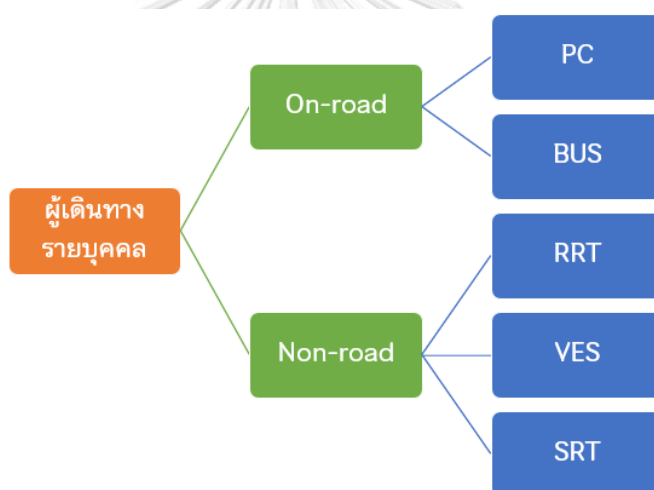 ผู้เดินทาง
รายบุคคล
On-road
Non-road
PC
BUS
RRT
VES
SRT